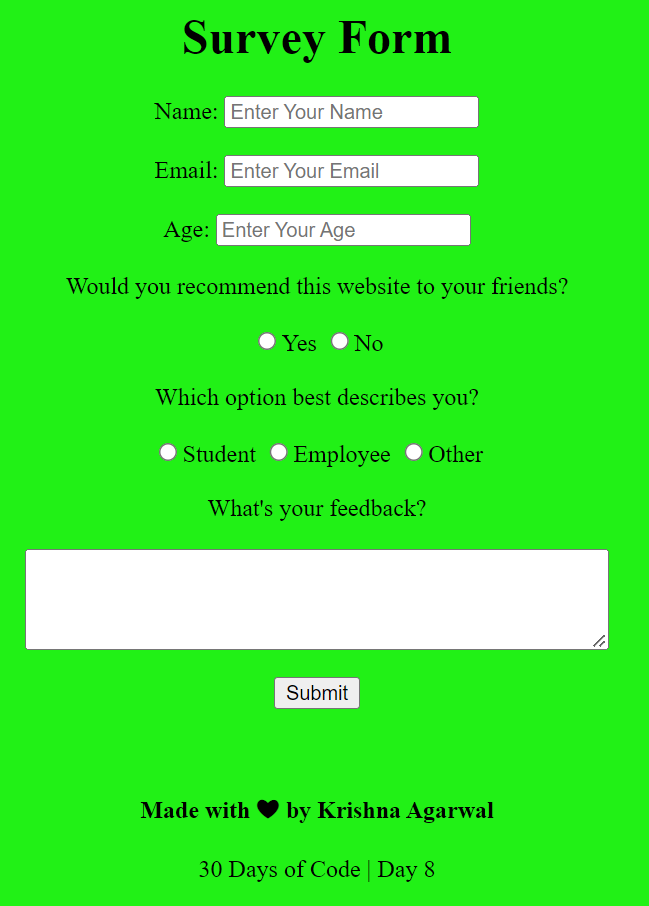 Survey Form
Name: Enter Your Name
Email: Enter Your Email
Age: Enter Your Age
Would you recommend this website to your friends?
Yes No
Which option best describes you?
Student Employee Other
What's your feedback?
Submit
Made with ❤ by Krishna Agarwal
30 Days of Code | Day 8